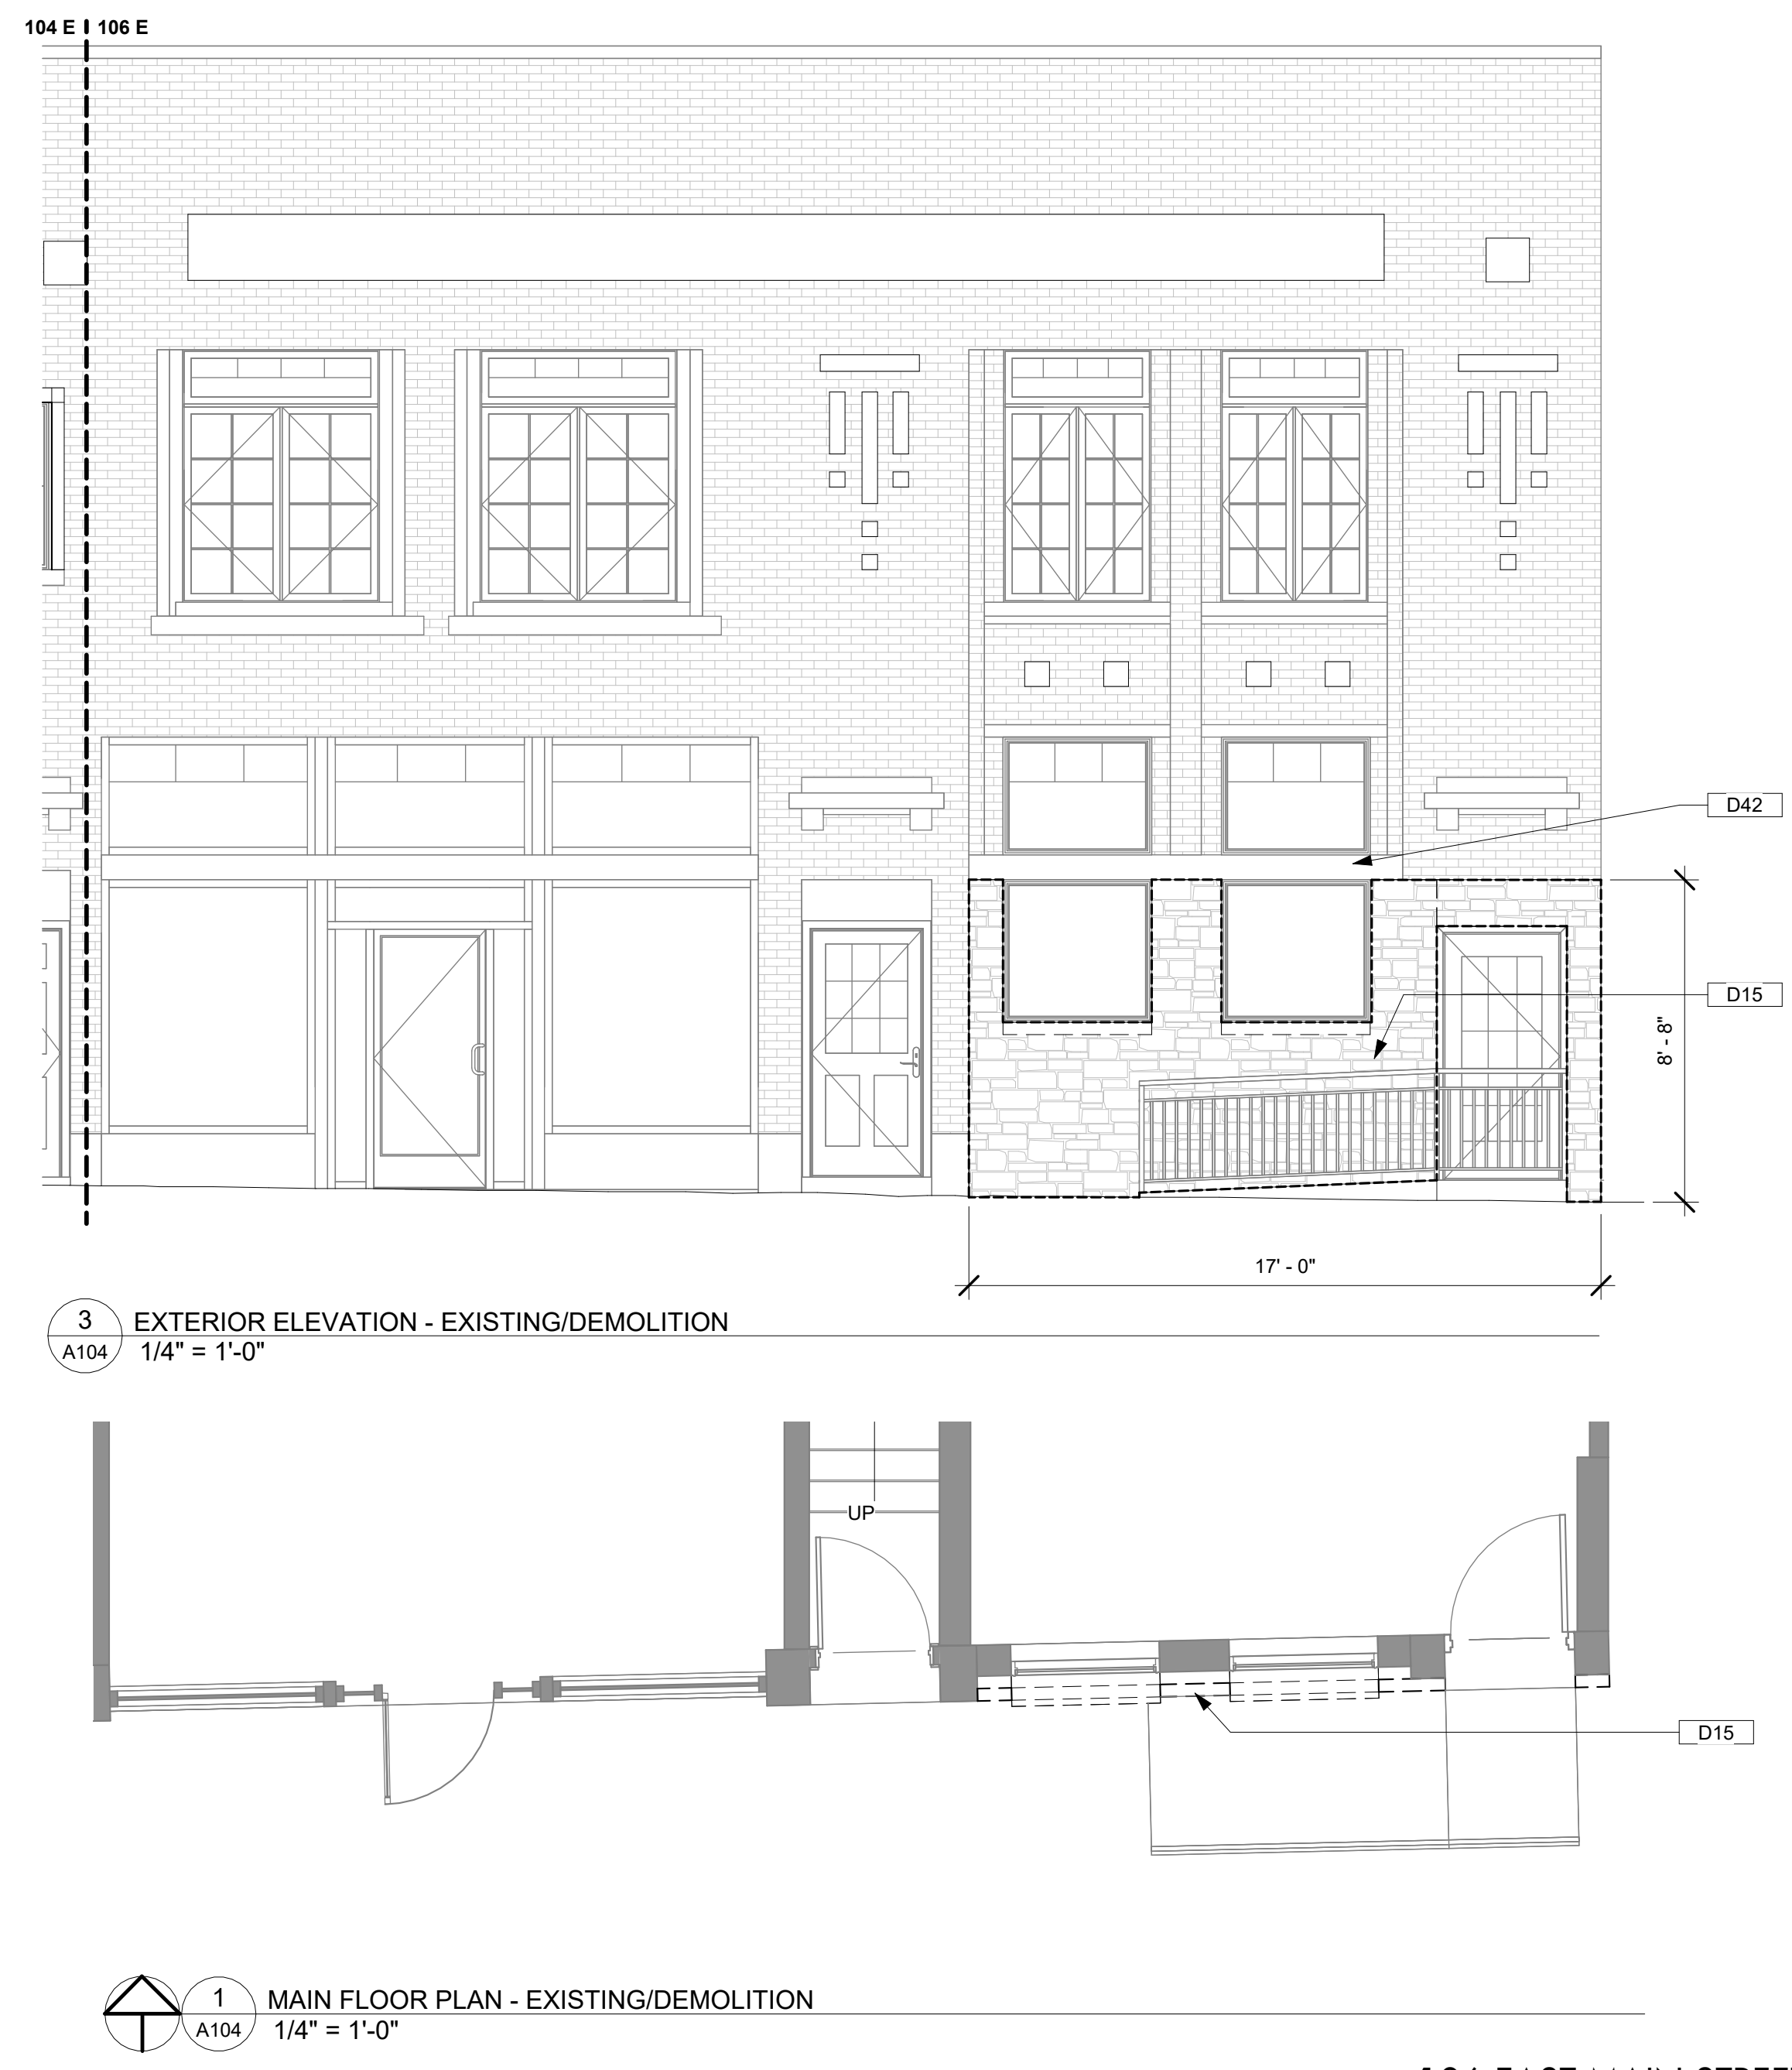 104 E 106 E
D42
D15
8' - 8"
17' - 0"
3
A104
EXTERIOR ELEVATION - EXISTING/DEMOLITION
1/4" = 1'-0"
UP
D15
1
A104
MAIN FLOOR PLAN - EXISTING/DEMOLITION
1/4" = 1'-0"